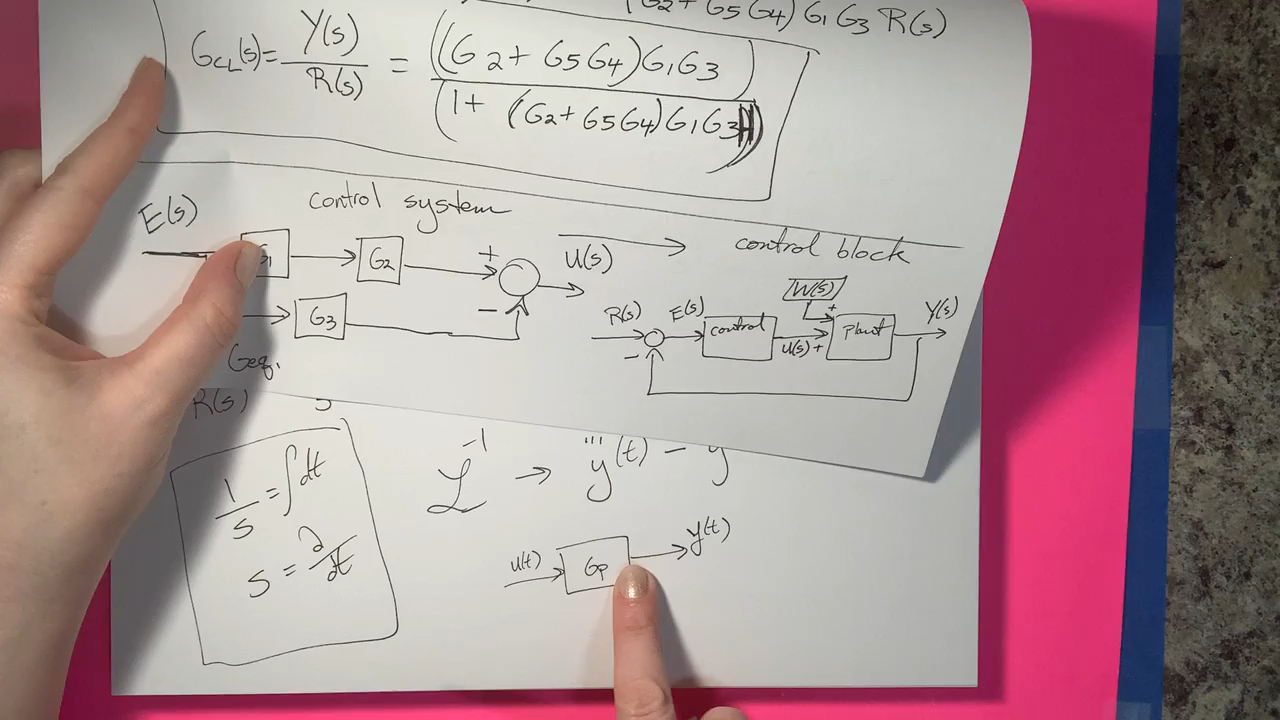 (G2 + G5 G4) G1 G3 R(s)
GCL(s) = Y(s) / R(s) = ((G2 + G5 G4) G1 G3) / (1 + (G2 + G5 G4) G1 G3 H)
control system
E(s)
G1
G2
+
U(s)
−
G3
Geq.
control block
W(s)
R(s)
E(s)
control
+
U(s) +
Plant
Y(s)
−
R(s)
1/s = ∫dt
s = ∂/∂t
ℒ⁻¹ → y'''(t) − y
u(t)
Gp
y(t)